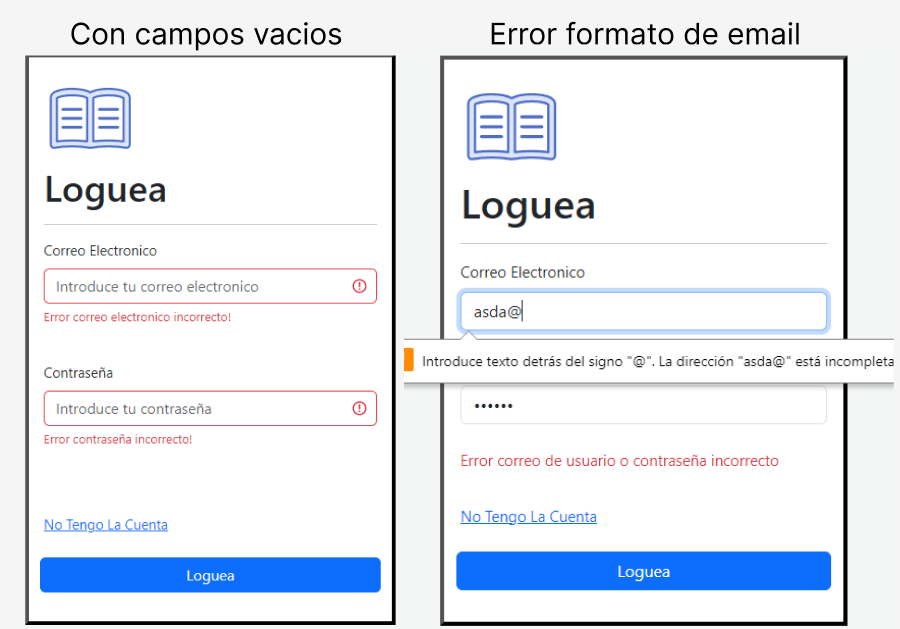 Con campos vacios
Loguea
Correo Electronico
Introduce tu correo electronico
Error correo electronico incorrecto!
Contraseña
Introduce tu contraseña
Error contraseña incorrecto!
No Tengo La Cuenta
Loguea
Error formato de email
Loguea
Correo Electronico
asda@
Introduce texto detrás del signo "@". La dirección "asda@" está incompleta
••••••
Error correo de usuario o contraseña incorrecto
No Tengo La Cuenta
Loguea